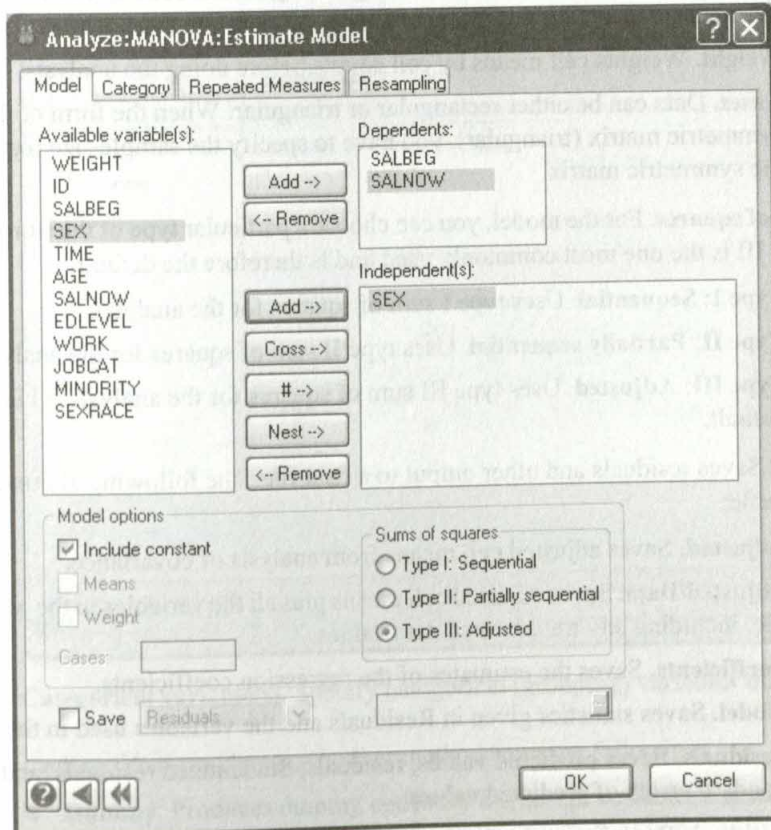 Analyze:MANOVA:Estimate Model
Model Category Repeated Measures Resampling
Available variable(s):
WEIGHT
ID
SALBEG
SEX
TIME
AGE
SALNOW
EDLEVEL
WORK
JOBCAT
MINORITY
SEXRACE
Add -->
<-- Remove
Dependents:
SALBEG
SALNOW
Add -->
Cross -->
# -->
Nest -->
<-- Remove
Independent(s):
SEX
Model options
Include constant
Means
Weight
Cases:
Sums of squares
Type I: Sequential
Type II: Partially sequential
Type III: Adjusted
Save Residuals
OK Cancel